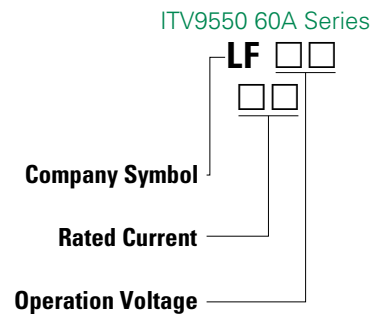 ITV9550 60A Series
LF □□
□□
Company Symbol
Rated Current
Operation Voltage